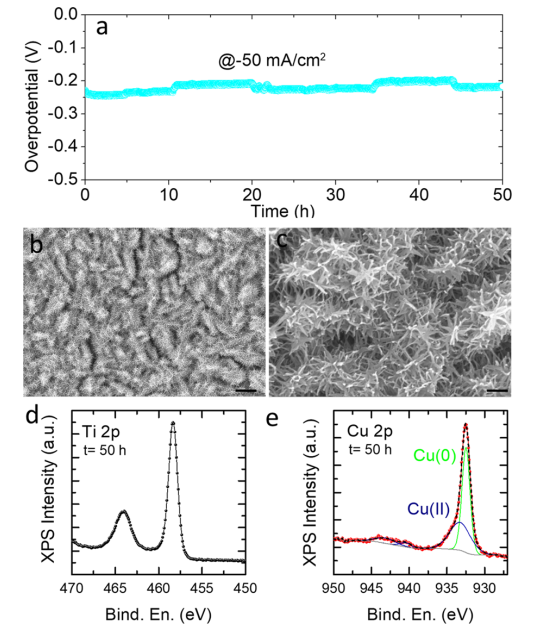 a
@-50 mA/cm²
0.0
-0.1
-0.2
-0.3
-0.4
-0.5
Overpotential (V)
0 10 20 30 40 50
Time (h)
b
c
d
Ti 2p
t= 50 h
XPS Intensity (a.u.)
470 465 460 455 450
Bind. En. (eV)
e
Cu 2p
t= 50 h
Cu(0)
Cu(II)
XPS Intensity (a.u.)
950 945 940 935 930
Bind. En. (eV)